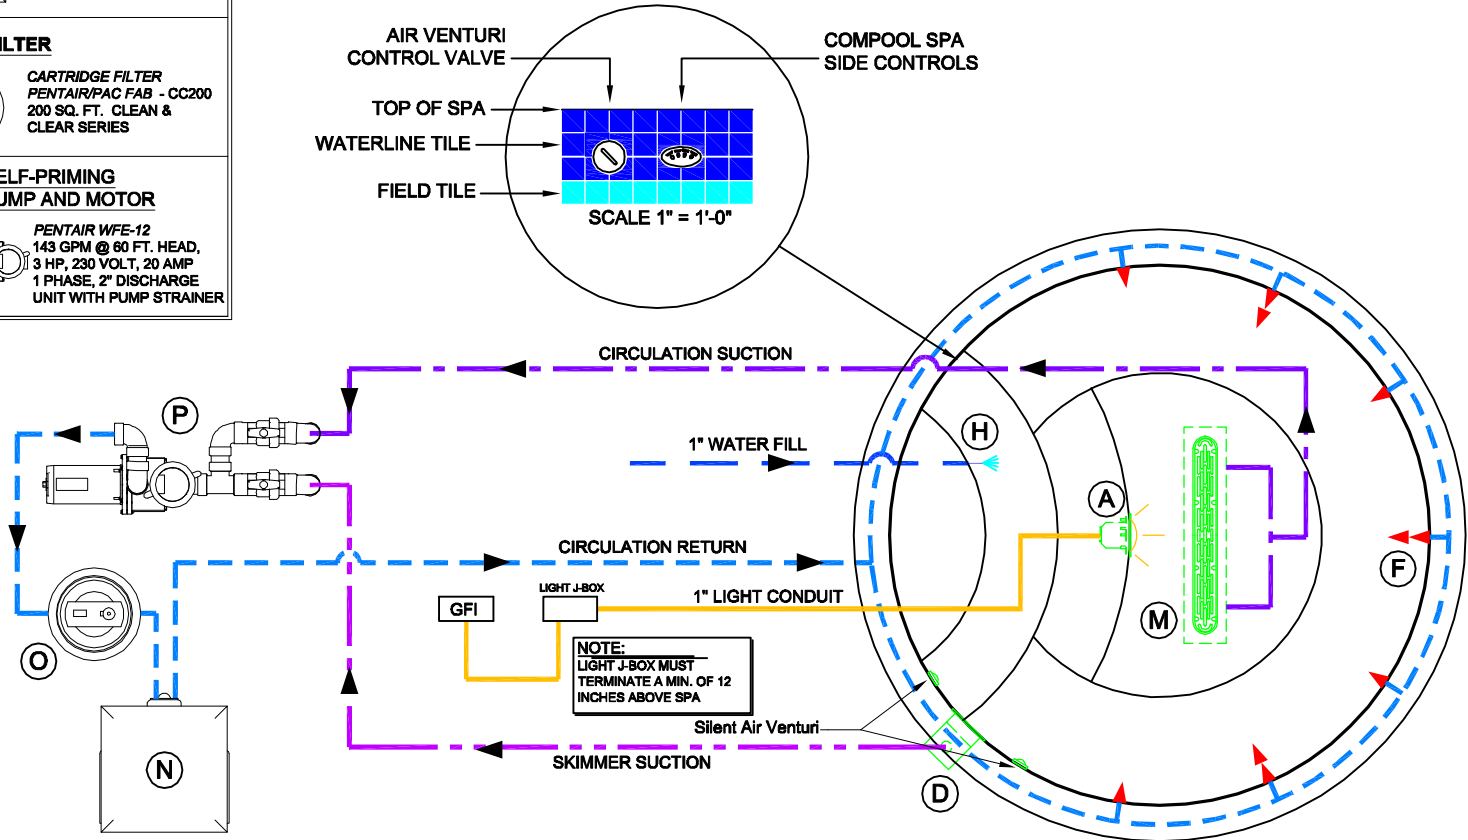 ILTER
CARTRIDGE FILTER
PENTAIR/PAC FAB - CC200
200 SQ. FT. CLEAN &
CLEAR SERIES
ELF-PRIMING
UMP AND MOTOR
PENTAIR WFE-12
143 GPM @ 60 FT. HEAD,
3 HP, 230 VOLT, 20 AMP
1 PHASE, 2" DISCHARGE
UNIT WITH PUMP STRAINER
AIR VENTURI
CONTROL VALVE
COMPOOL SPA
SIDE CONTROLS
TOP OF SPA
WATERLINE TILE
FIELD TILE
SCALE 1" = 1'-0"
CIRCULATION SUCTION
P
H
1" WATER FILL
A
CIRCULATION RETURN
F
LIGHT J-BOX
GFI
1" LIGHT CONDUIT
M
NOTE:
LIGHT J-BOX MUST
TERMINATE A MIN. OF 12
INCHES ABOVE SPA
O
Silent Air Venturi
SKIMMER SUCTION
N
D